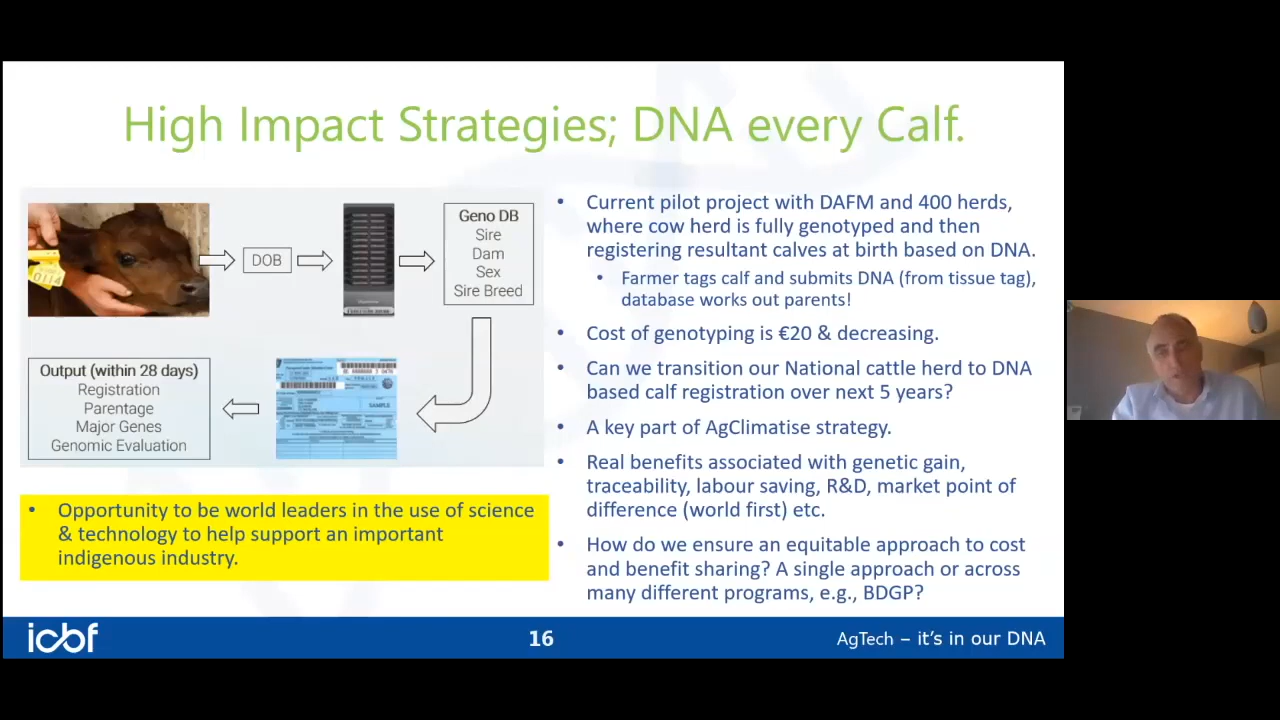 High Impact Strategies; DNA every Calf.
DOB
Geno DB
Sire
Dam
Sex
Sire Breed
SAMPLE
Output (within 28 days)
Registration
Parentage
Major Genes
Genomic Evaluation
• Opportunity to be world leaders in the use of science
& technology to help support an important
indigenous industry.
• Current pilot project with DAFM and 400 herds,
where cow herd is fully genotyped and then
registering resultant calves at birth based on DNA.
• Farmer tags calf and submits DNA (from tissue tag),
database works out parents!
• Cost of genotyping is €20 & decreasing.
• Can we transition our National cattle herd to DNA
based calf registration over next 5 years?
• A key part of AgClimatise strategy.
• Real benefits associated with genetic gain,
traceability, labour saving, R&D, market point of
difference (world first) etc.
• How do we ensure an equitable approach to cost
and benefit sharing? A single approach or across
many different programs, e.g., BDGP?
icbf
16
AgTech – it's in our DNA